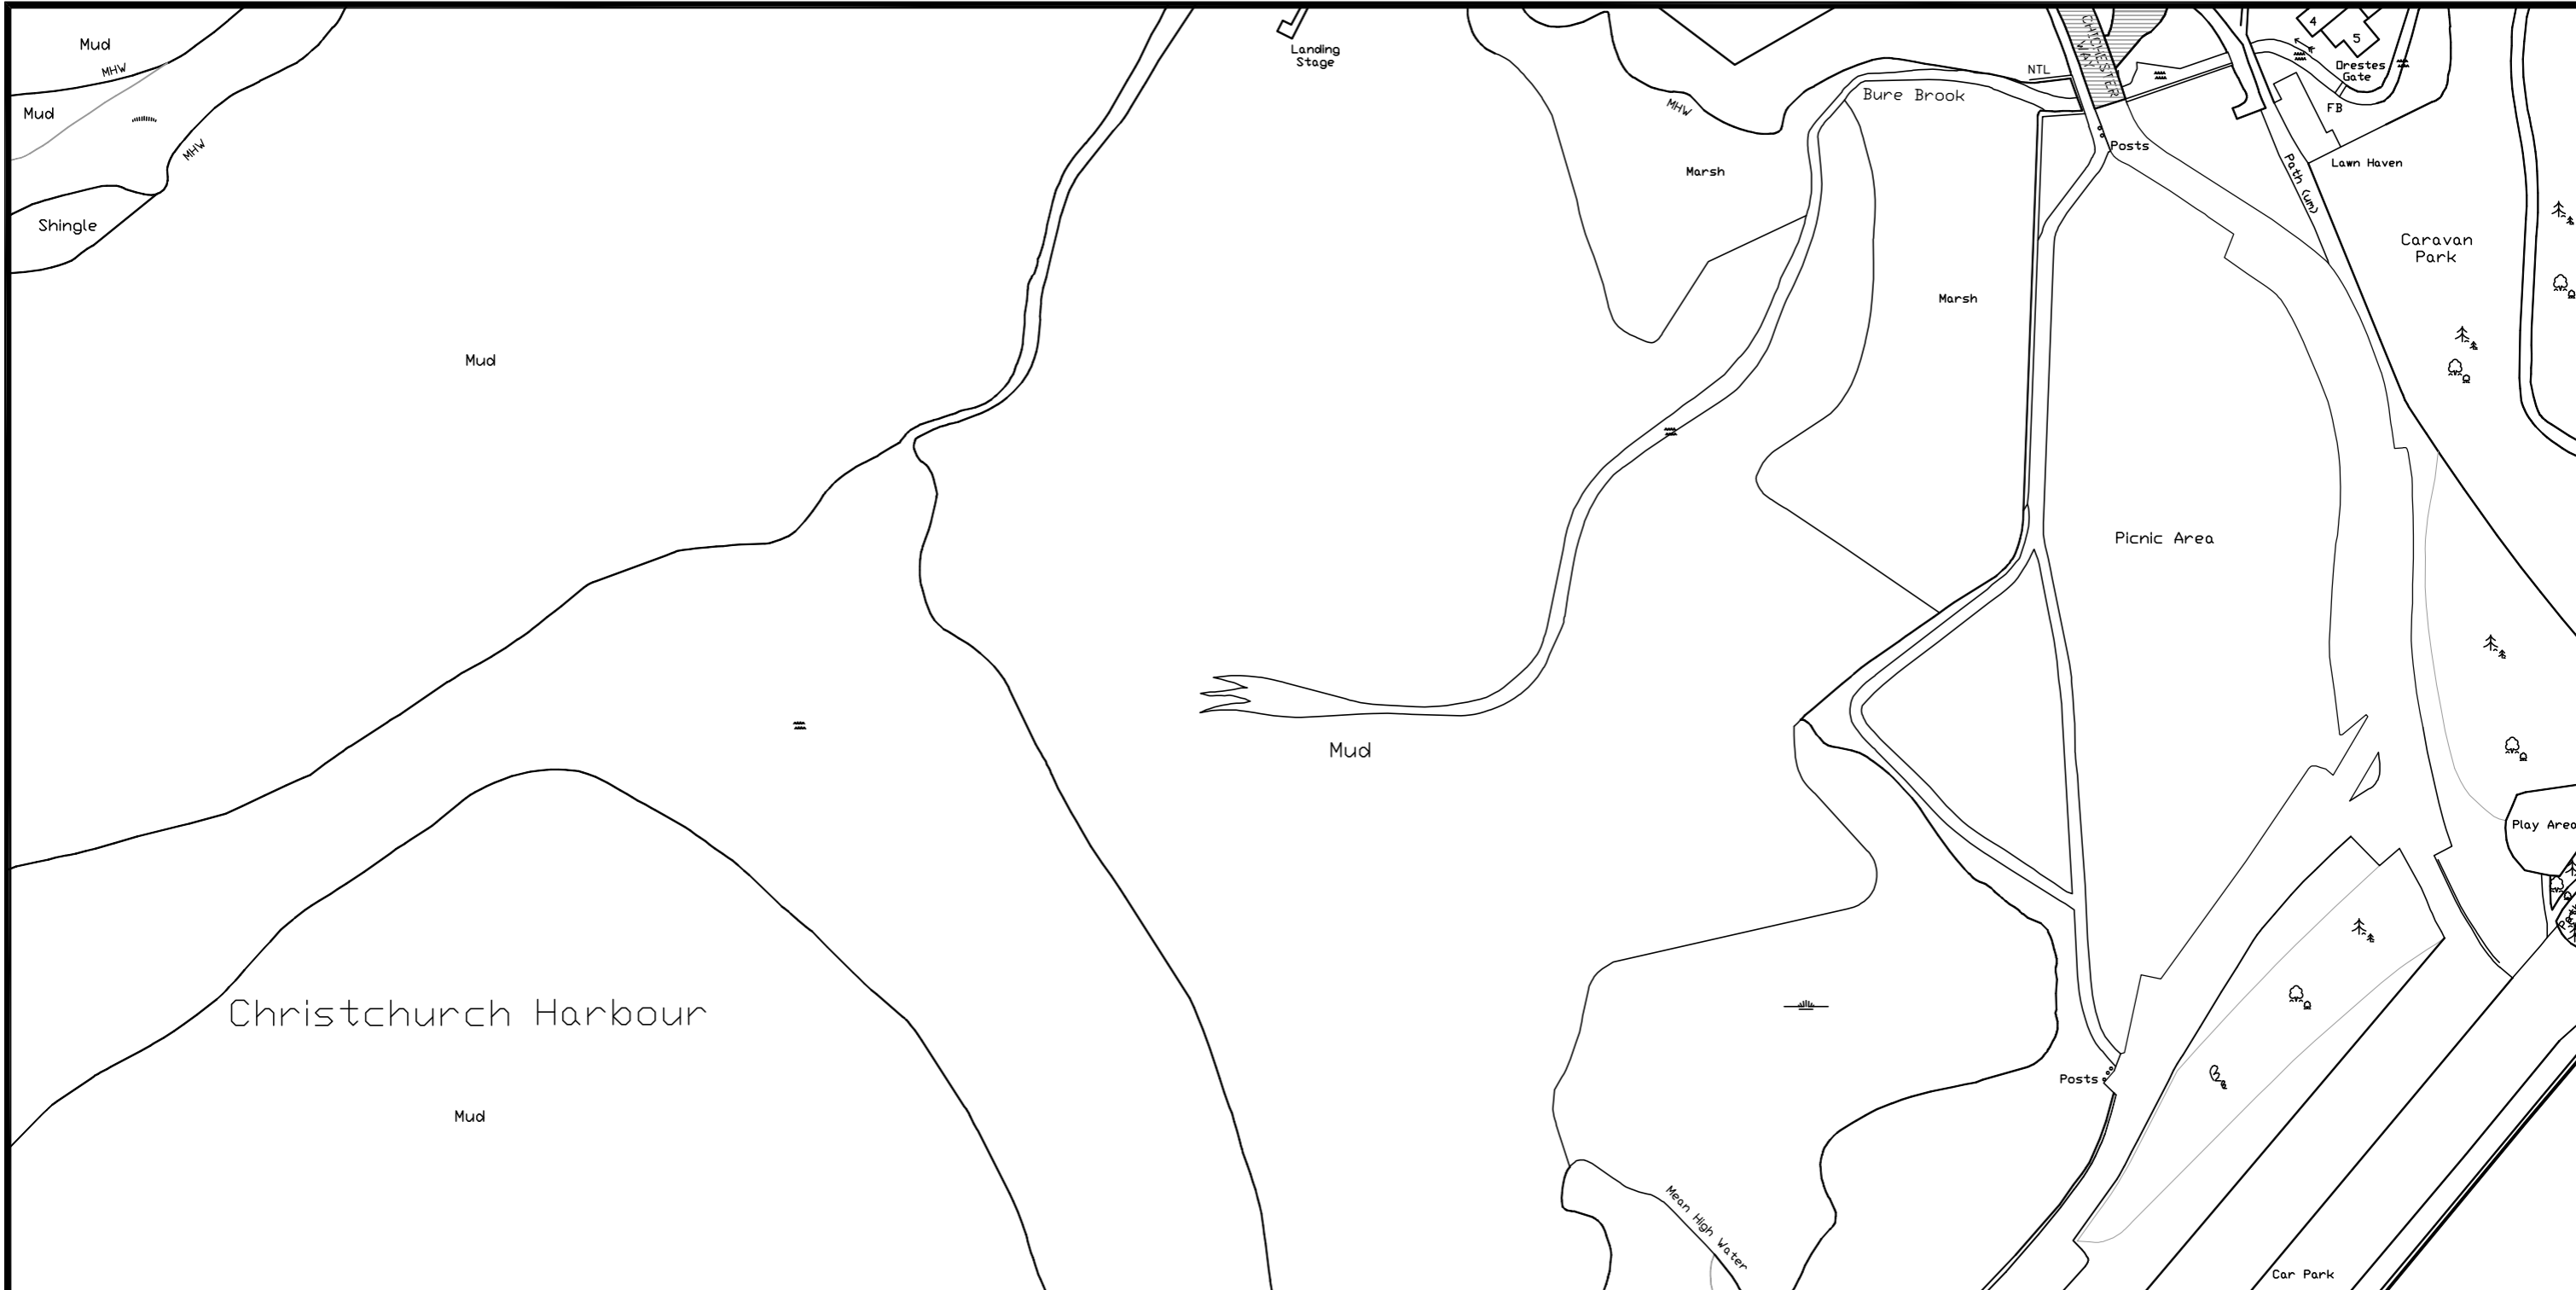 Mud
MHW
Mud
MHW
Shingle
Landing
Stage
MHW
Bure Brook
NTL
CHICHESTER
WAY
4
5
Orestes
Gate
FB
Posts
Path (um)
Lawn Haven
Marsh
Caravan
Park
Marsh
Mud
Picnic Area
Mud
Play Area
Christchurch Harbour
Mud
Posts
Mean High Water
Car Park